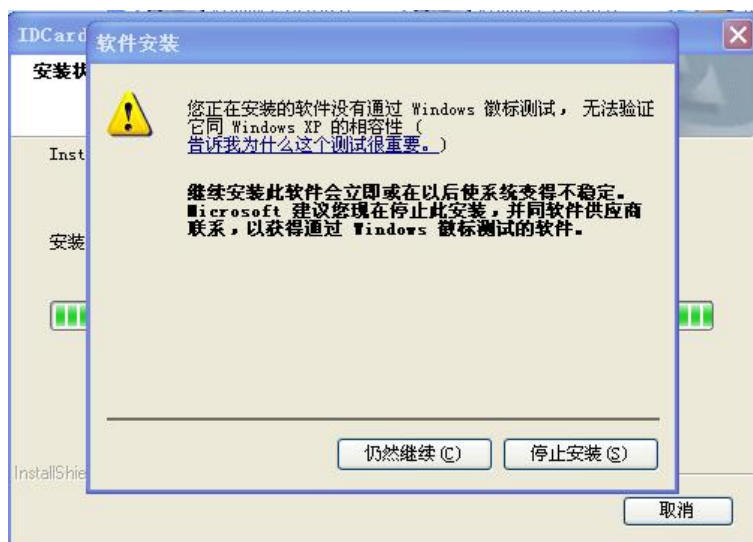 IDCard
软件安装
安装状
您正在安装的软件没有通过 Windows 徽标测试， 无法验证
它同 Windows XP 的相容性 (
告诉我为什么这个测试很重要。)
Inst
继续安装此软件会立即或在以后使系统变得不稳定。
Microsoft 建议您现在停止此安装，并同软件供应商
联系，以获得通过 Windows 徽标测试的软件。
安装
仍然继续(C)
停止安装(S)
InstallShie
取消